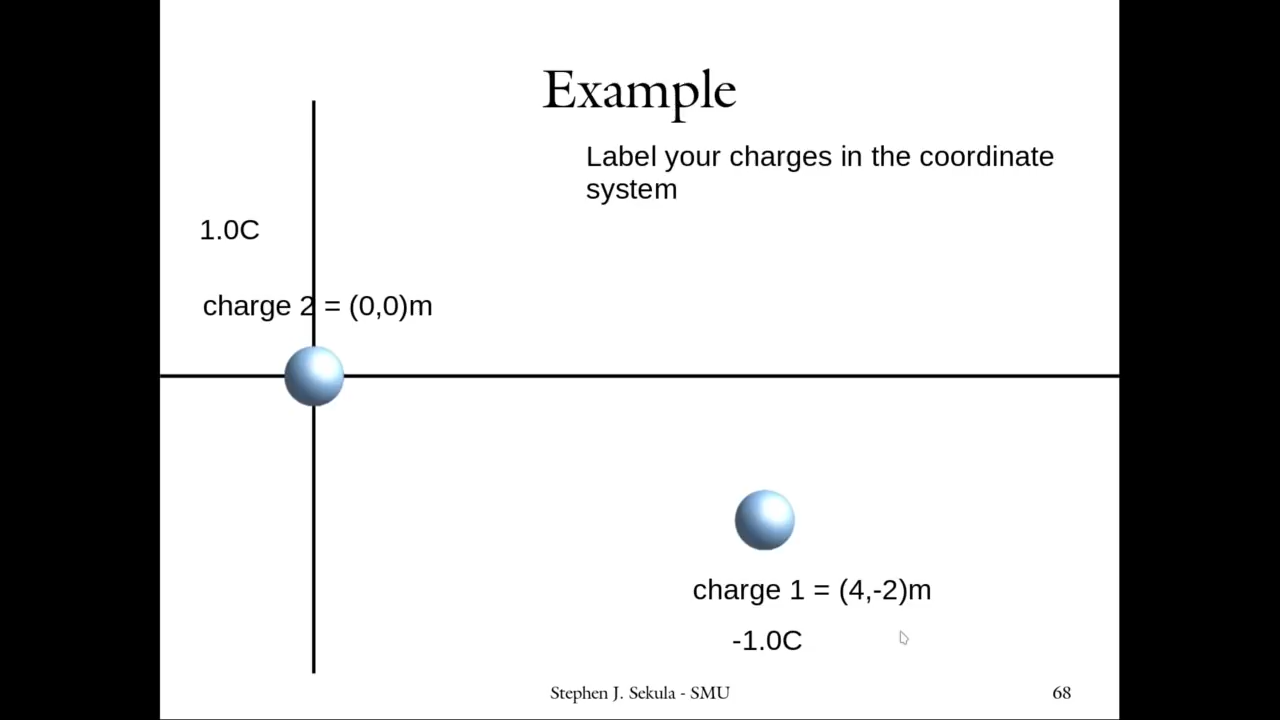 Example
Label your charges in the coordinate
system
1.0C
charge 2 = (0,0)m
charge 1 = (4,-2)m
-1.0C
Stephen J. Sekula - SMU
68